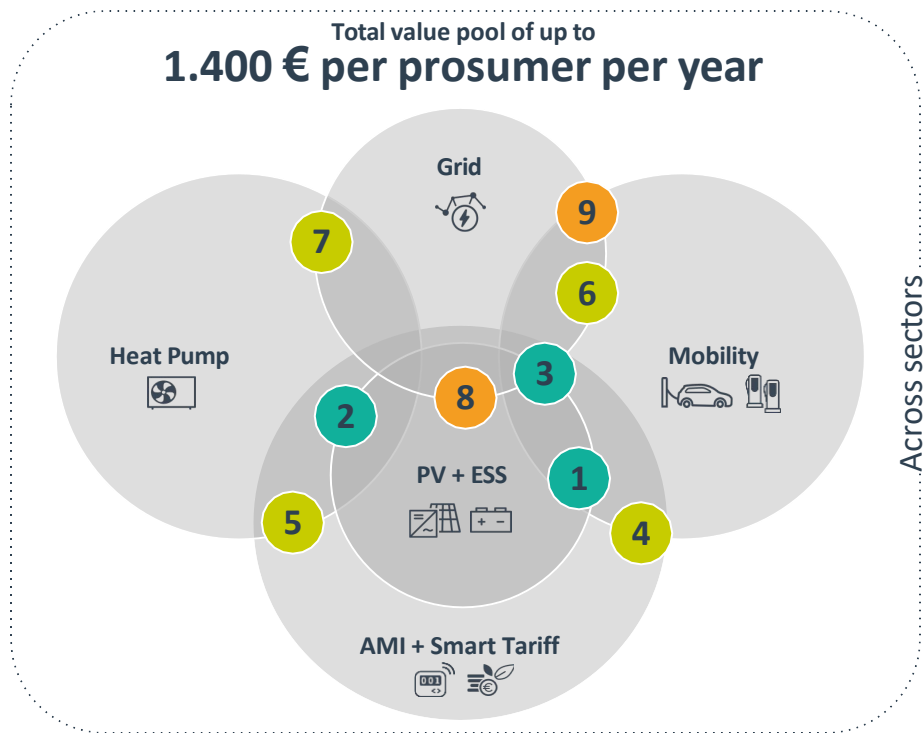 Total value pool of up to
1.400 € per prosumer per year
Grid
9
7
6
Heat Pump
Mobility
3
8
2
PV + ESS
1
5
4
+ -
AMI + Smart Tariff
001
<>
€
Across sectors